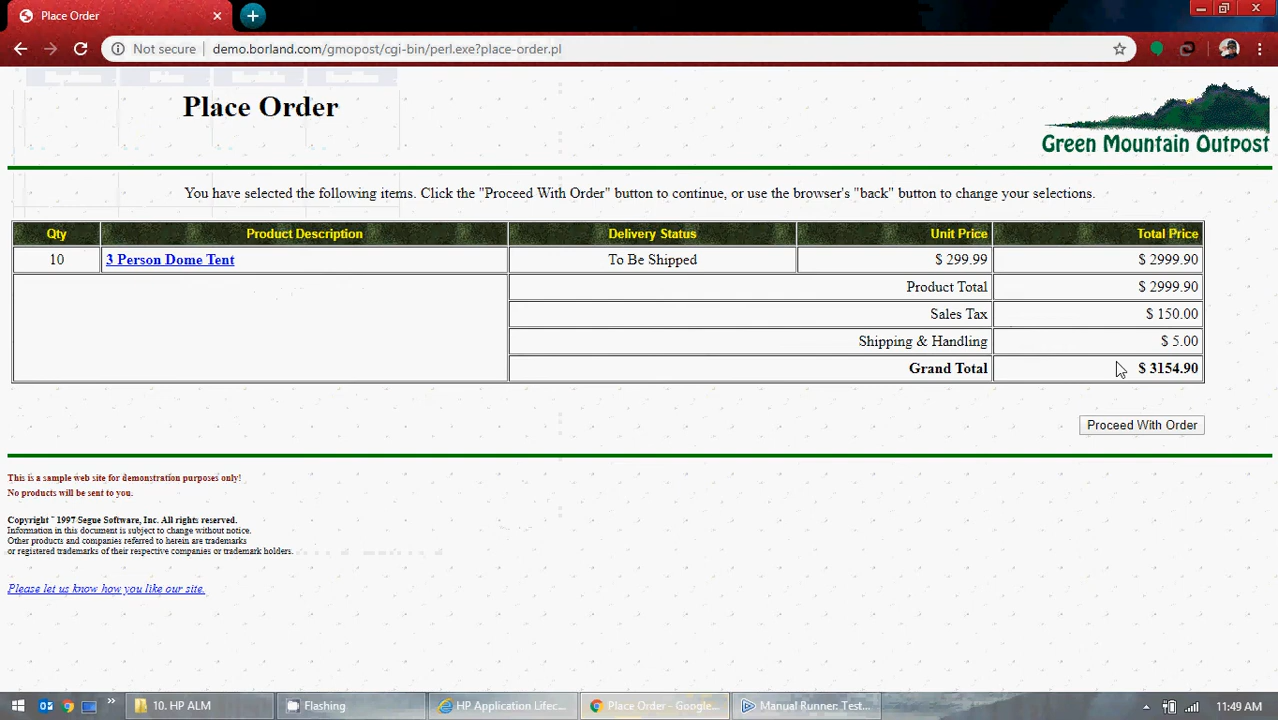 Place Order
Not secure
demo.borland.com/gmopost/cgi-bin/perl.exe?place-order.pl
Place Order
Green Mountain Outpost
You have selected the following items. Click the "Proceed With Order" button to continue, or use the browser's "back" button to change your selections.
Qty Product Description Delivery Status Unit Price Total Price
10 3 Person Dome Tent To Be Shipped $ 299.99 $ 2999.90
Product Total $ 2999.90
Sales Tax $ 150.00
Shipping & Handling $ 5.00
Grand Total $ 3154.90
Proceed With Order
This is a sample web site for demonstration purposes only!
No products will be sent to you.
Copyright ¨ 1997 Segue Software, Inc. All rights reserved.
Information in this document is subject to change without notice.
Other products and companies referred to herein are trademarks
or registered trademarks of their respective companies or trademark holders.
Please let us know how you like our site.
10. HP ALM
Flashing
HP Application Lifec...
Place Order - Google...
Manual Runner: Test...
11:49 AM